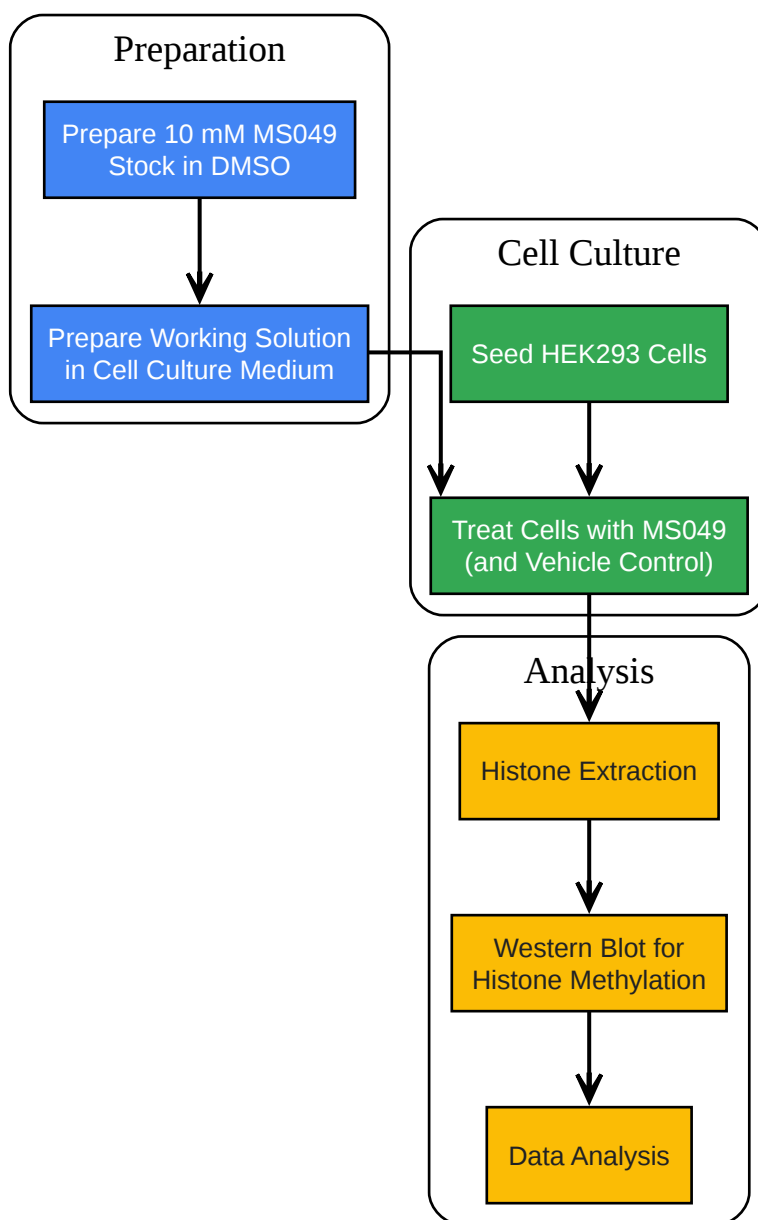 Preparation
Prepare 10 mM MS049
Stock in DMSO
Prepare Working Solution
in Cell Culture Medium
Cell Culture
Seed HEK293 Cells
Treat Cells with MS049
(and Vehicle Control)
Analysis
Histone Extraction
Western Blot for
Histone Methylation
Data Analysis